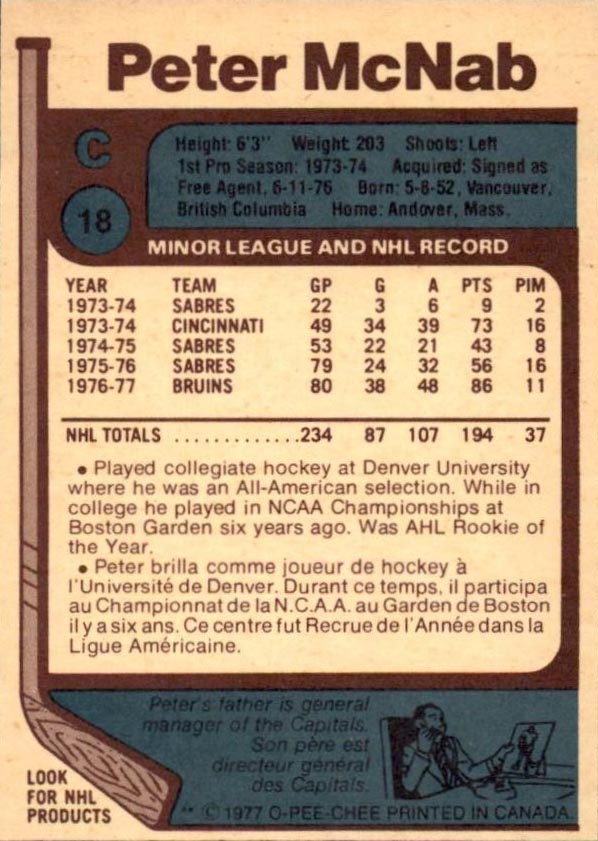 Peter McNab
C
18
Height: 6'3" Weight: 203 Shoots: Left
1st Pro Season: 1973-74 Acquired: Signed as
Free Agent, 6-11-76 Born: 5-8-52, Vancouver,
British Columbia Home: Andover, Mass.
MINOR LEAGUE AND NHL RECORD
YEAR TEAM GP G A PTS PIM
1973-74 SABRES 22 3 6 9 2
1973-74 CINCINNATI 49 34 39 73 16
1974-75 SABRES 53 22 21 43 8
1975-76 SABRES 79 24 32 56 16
1976-77 BRUINS 80 38 48 86 11
NHL TOTALS ............234 87 107 194 37
• Played collegiate hockey at Denver University
where he was an All-American selection. While in
college he played in NCAA Championships at
Boston Garden six years ago. Was AHL Rookie of
the Year.
• Peter brilla comme joueur de hockey à
l'Université de Denver. Durant ce temps, il participa
au Championnat de la N.C.A.A. au Garden de Boston
il y a six ans. Ce centre fut Recrue de l'Année dans la
Ligue Américaine.
Peter's father is general
manager of the Capitals.
Son père est
directeur général
des Capitals.
LOOK
FOR NHL
PRODUCTS
** © 1977 O-PEE-CHEE PRINTED IN CANADA